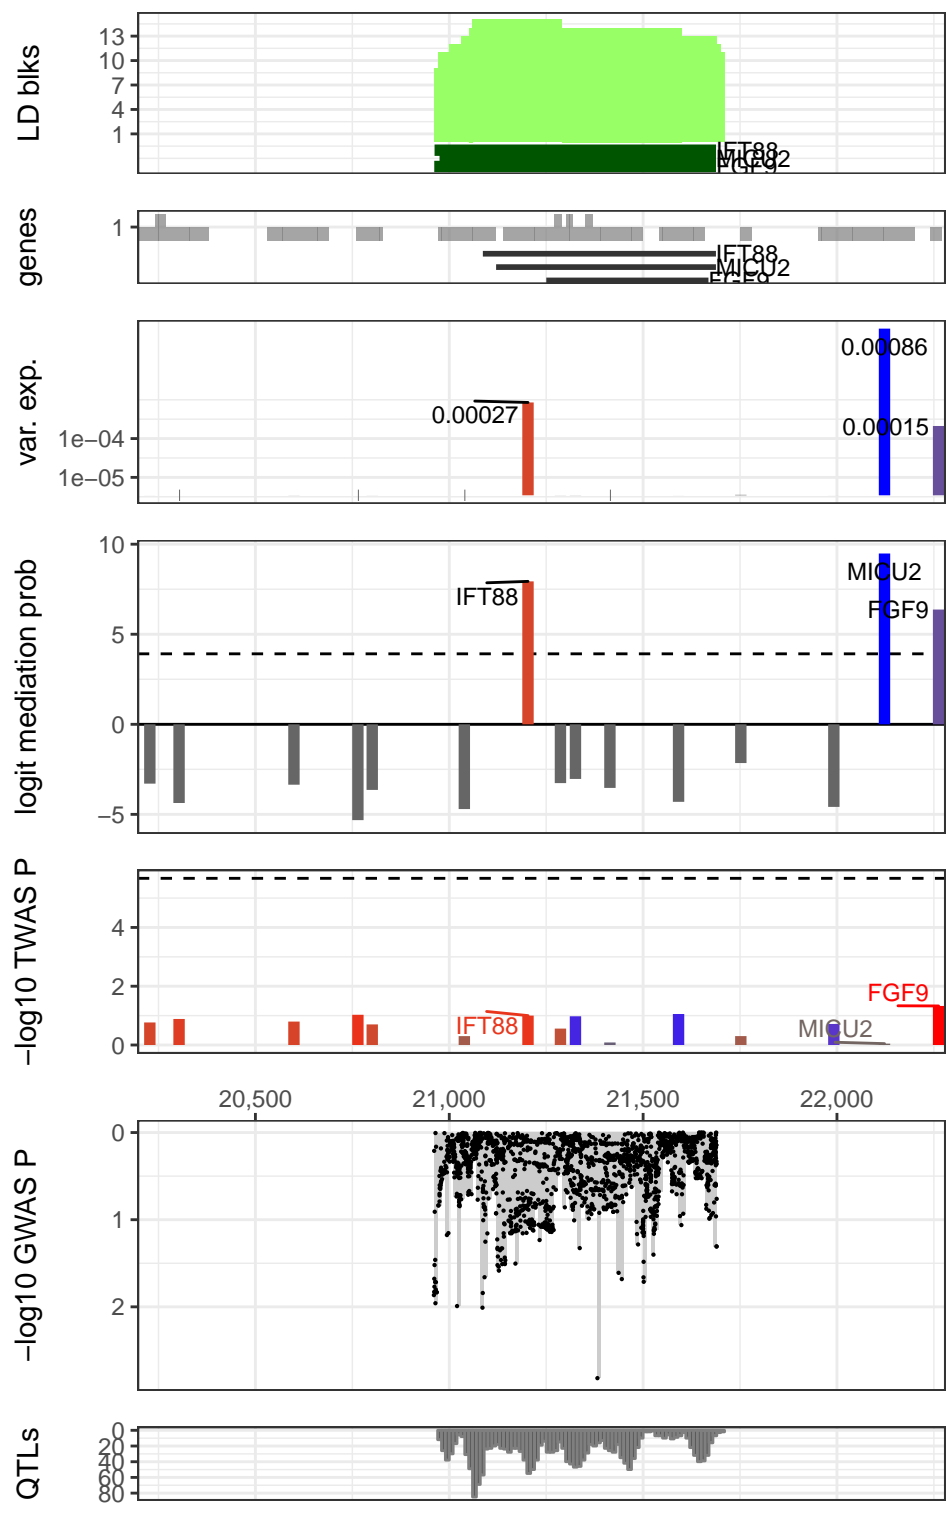 LD blks
13
10
7
4
1
IFT88
MICU2
FGF9
genes
1
IFT88
MICU2
FGF9
var. exp.
1e−04
1e−05
0.00027
0.00086
0.00015
logit mediation prob
10
5
0
−5
IFT88
MICU2
FGF9
−log10 TWAS P
4
2
0
IFT88
MICU2
FGF9
20,500 21,000 21,500 22,000
−log10 GWAS P
0
1
2
QTLs
0
20
40
60
80